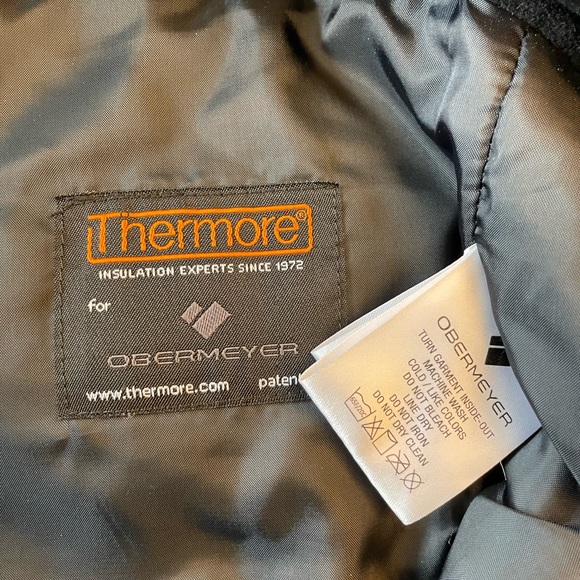 Thermore®
INSULATION EXPERTS SINCE 1972
for
OBERMEYER
www.thermore.com paten
OBERMEYER
TURN GARMENT INSIDE-OUT
MACHINE WASH
COLD / LIKE COLORS
DO NOT BLEACH
LINE DRY
DO NOT IRON
DO NOT DRY CLEAN